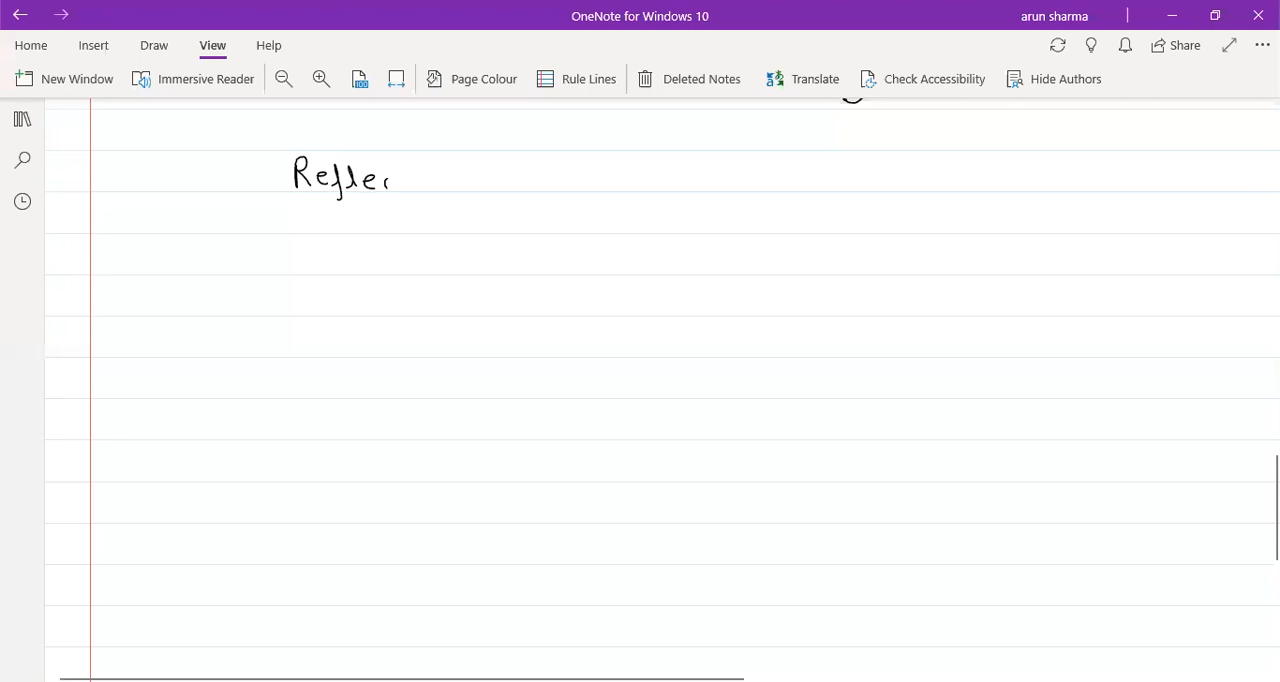 OneNote for Windows 10
arun sharma
Home Insert Draw View Help
Share
New Window Immersive Reader Page Colour Rule Lines Deleted Notes Translate Check Accessibility Hide Authors
Reflec